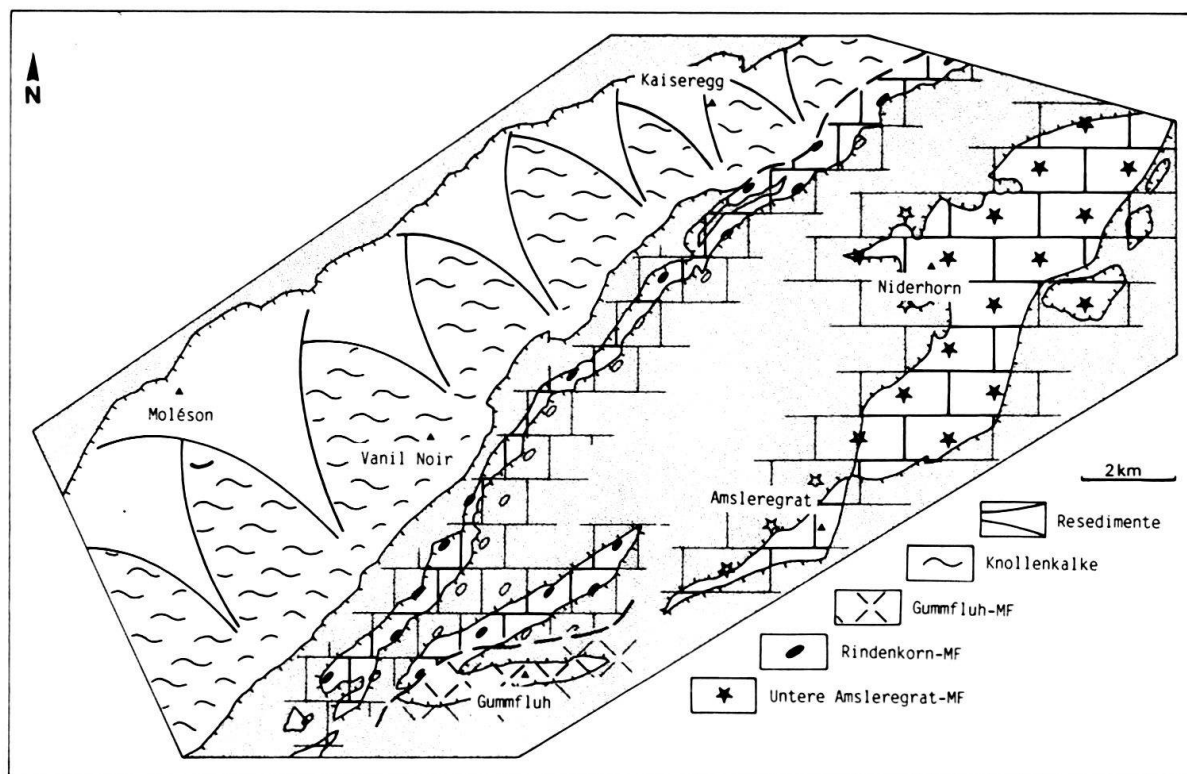 N
Kaiseregg
Niderhorn
Moléson
Vanil Noir
Amsleregrat
Gummfluh
2km
Resedimente
Knollenkalke
Gummfluh-MF
Rindenkorn-MF
Untere Amsleregrat-MF